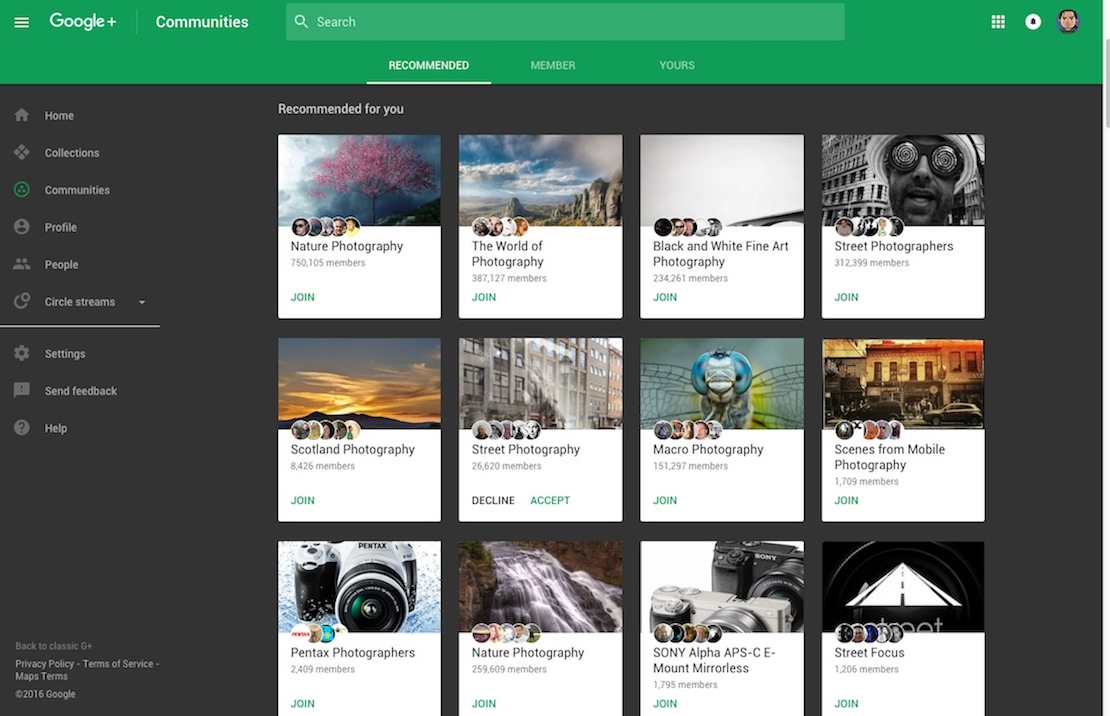 Google+
Communities
Search
RECOMMENDED
MEMBER
YOURS
Home
Collections
Communities
Profile
People
Circle streams
Settings
Send feedback
Help
Back to classic G+
Privacy Policy - Terms of Service -
Maps Terms
©2016 Google
Recommended for you
Nature Photography
750,105 members
JOIN
The World of
Photography
387,127 members
JOIN
Black and White Fine Art
Photography
234,261 members
JOIN
Street Photographers
312,399 members
JOIN
Scotland Photography
8,426 members
JOIN
Street Photography
26,620 members
DECLINE ACCEPT
Macro Photography
151,297 members
JOIN
Scenes from Mobile
Photography
1,709 members
JOIN
PENTAX
PENTAX
Pentax Photographers
2,409 members
JOIN
Nature Photography
259,609 members
JOIN
SONY
SONY Alpha APS-C E-
Mount Mirrorless
1,795 members
JOIN
street
Street Focus
1,206 members
JOIN